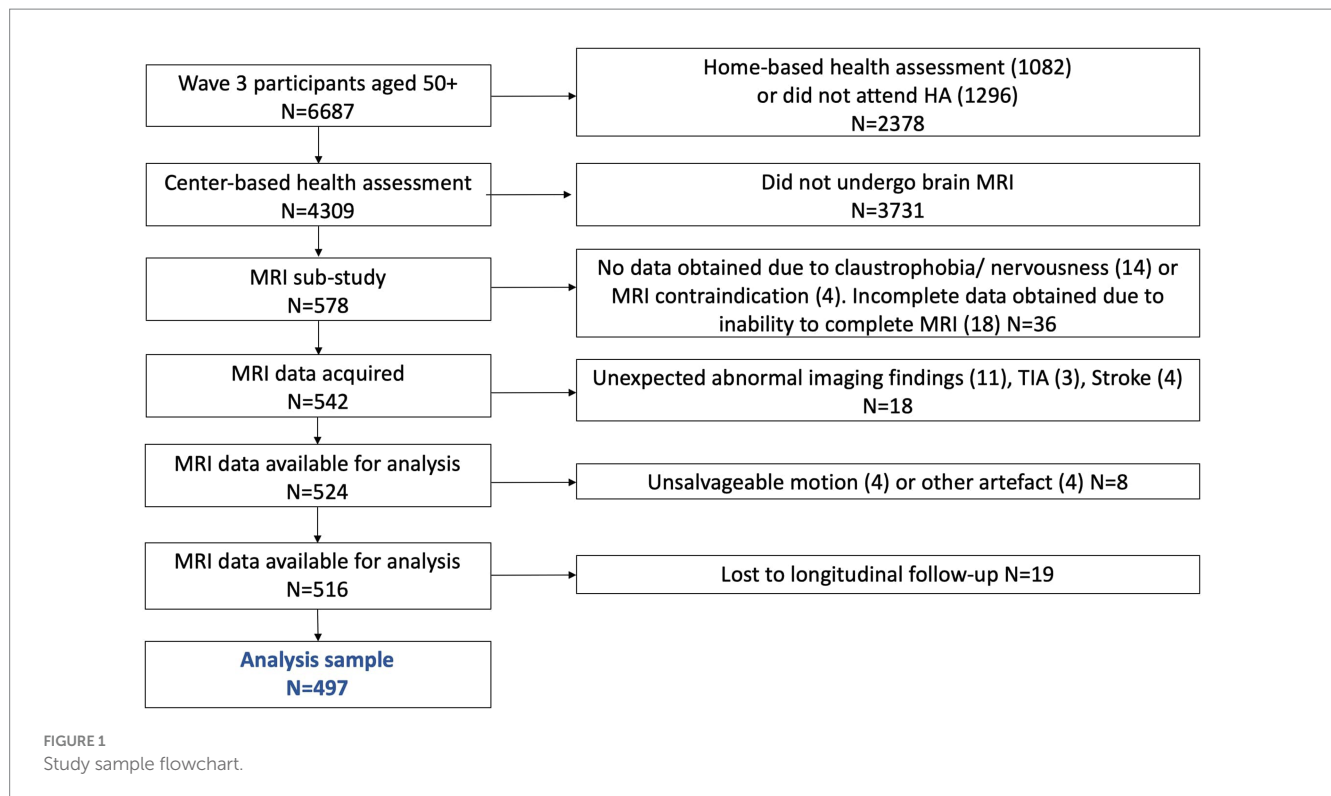 Wave 3 participants aged 50+
N=6687
Home-based health assessment (1082)
or did not attend HA (1296)
N=2378
Center-based health assessment
N=4309
Did not undergo brain MRI
N=3731
MRI sub-study
N=578
No data obtained due to claustrophobia/ nervousness (14) or
MRI contraindication (4). Incomplete data obtained due to
inability to complete MRI (18) N=36
MRI data acquired
N=542
Unexpected abnormal imaging findings (11), TIA (3), Stroke (4)
N=18
MRI data available for analysis
N=524
Unsalvageable motion (4) or other artefact (4) N=8
MRI data available for analysis
N=516
Lost to longitudinal follow-up N=19
Analysis sample
N=497
FIGURE 1
Study sample flowchart.